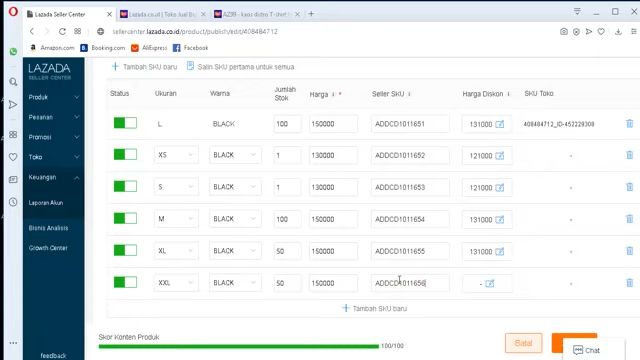 Lazada Seller Center
Lazada.co.id | Toko Jual Bo
AZ99 - kaos distro T-shirt l
sellercenter.lazada.co.id/product/publish/edit/408484712
Amazon.com
Booking.com
AliExpress
Facebook
LAZADA
SELLER CENTER
Produk
Pesanan
Promosi
Toko
Keuangan
Laporan Akun
Bisnis Analisis
Growth Center
feedback
+ Tambah SKU baru
Salin SKU pertama untuk semua
Status Ukuran Warna Jumlah Stok Harga * Seller SKU Harga Diskon SKU Toko
L BLACK 100 150000 ADDCD1011651 131000 408484712_ID-452229308
XS BLACK 1 130000 ADDCD1011652 121000 -
S BLACK 1 130000 ADDCD1011653 121000 -
M BLACK 100 150000 ADDCD1011654 131000 -
XL BLACK 50 150000 ADDCD1011655 131000 -
XXL BLACK 50 150000 ADDCD1011656 - -
+ Tambah SKU baru
Skor Konten Produk
100/100
Batal
Chat